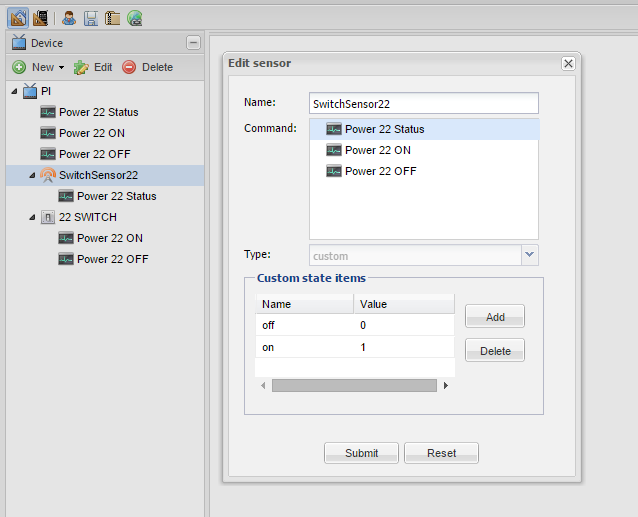 Device
New Edit Delete
PI
Power 22 Status
Power 22 ON
Power 22 OFF
SwitchSensor22
Power 22 Status
22 SWITCH
Power 22 ON
Power 22 OFF
Edit sensor
Name: SwitchSensor22
Command: Power 22 Status
Power 22 ON
Power 22 OFF
Type: custom
Custom state items
Name Value
off 0
on 1
Add
Delete
Submit Reset